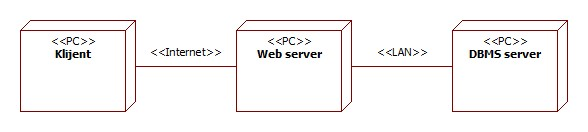 <<PC>>
Klijent
<<Internet>>
<<PC>>
Web server
<<LAN>>
<<PC>>
DBMS server